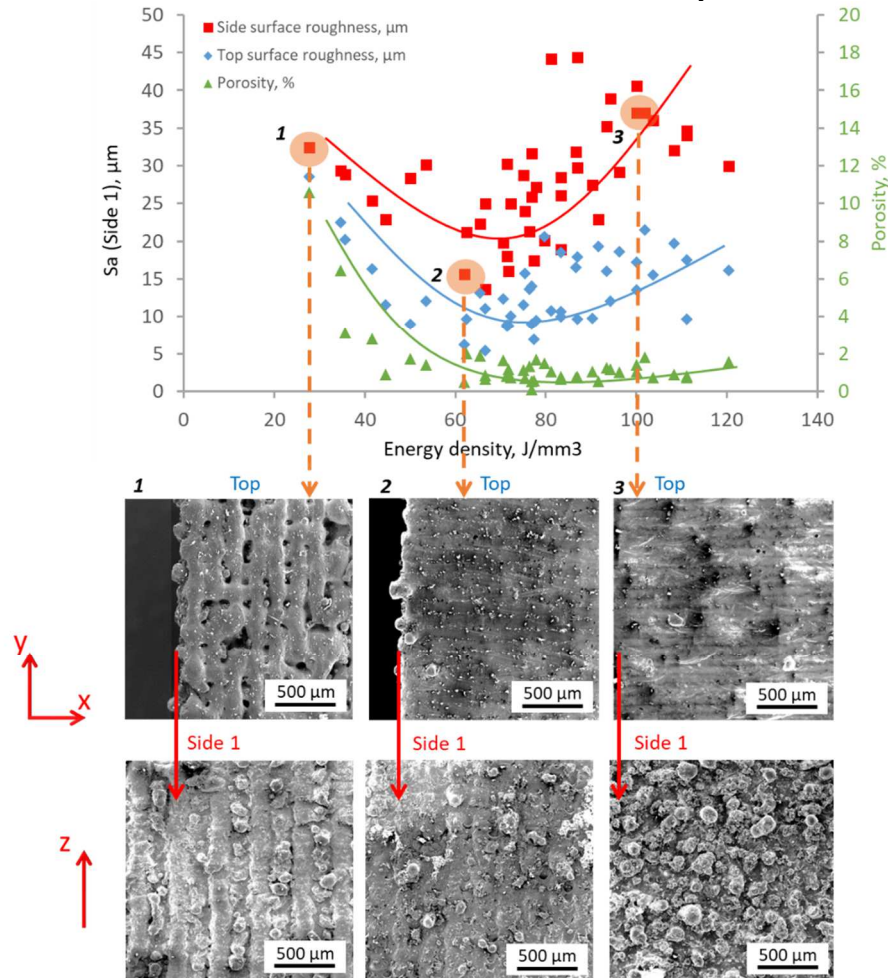 50
45
40
35
30
25
20
15
10
5
0
Sa (Side 1), µm
Side surface roughness, µm
Top surface roughness, µm
Porosity, %
1
2
3
20
18
16
14
12
10
8
6
4
2
0
Porosity, %
0 20 40 60 80 100 120 140
Energy density, J/mm3
1 Top 2 Top 3 Top
y
x
500 µm 500 µm 500 µm
Side 1 Side 1 Side 1
z
500 µm 500 µm 500 µm